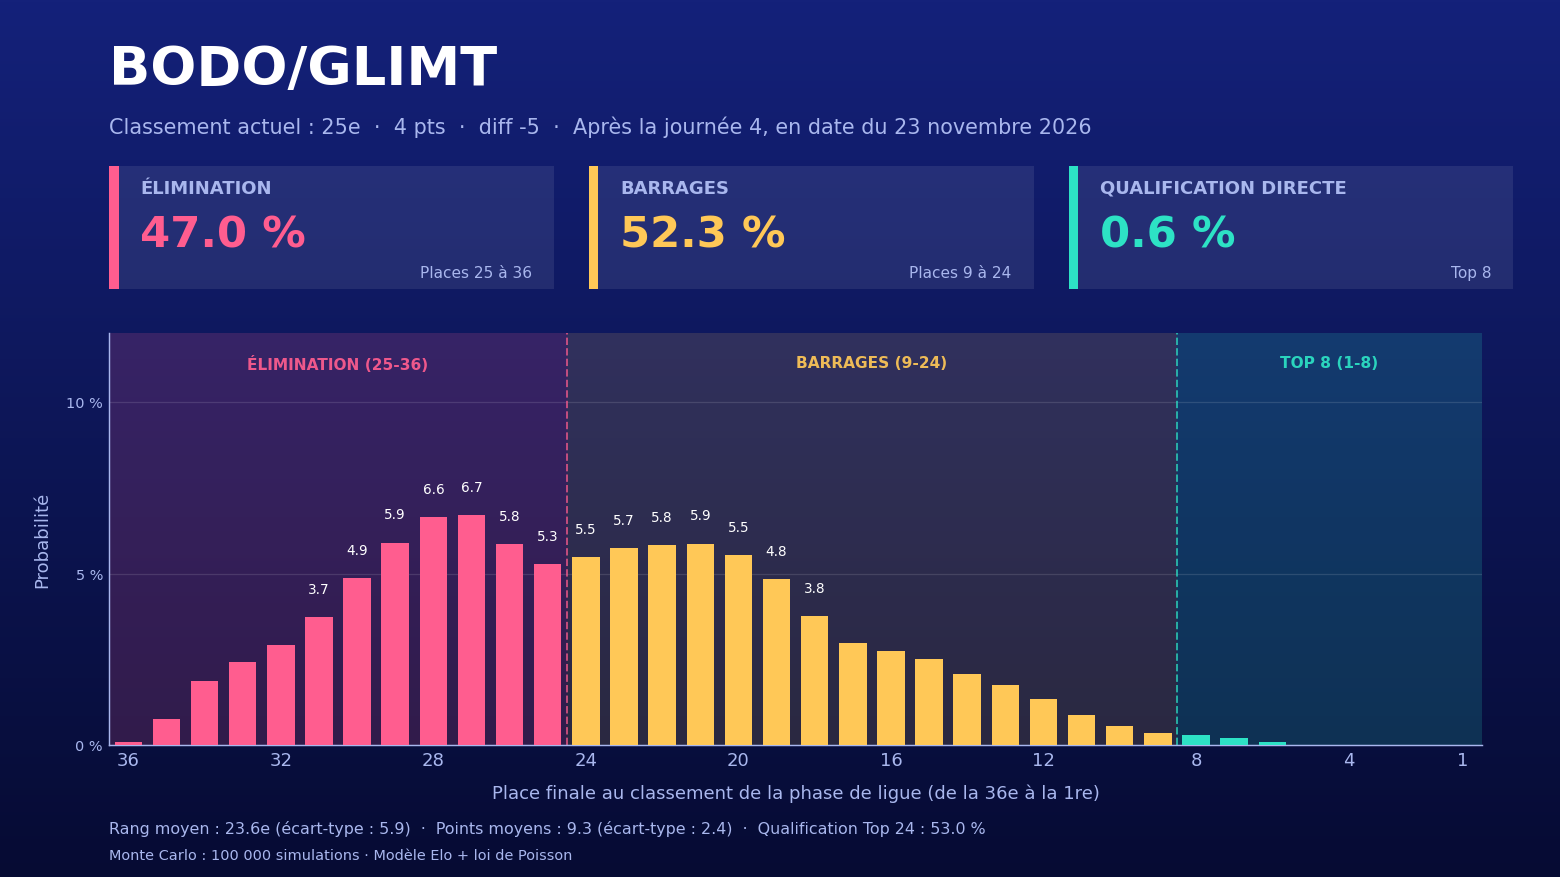 BODO/GLIMT
Classement actuel : 25e · 4 pts · diff -5 · Après la journée 4, en date du 23 novembre 2026
ÉLIMINATION
47.0 %
Places 25 à 36
BARRAGES
52.3 %
Places 9 à 24
QUALIFICATION DIRECTE
0.6 %
Top 8
ÉLIMINATION (25-36)
BARRAGES (9-24)
TOP 8 (1-8)
Probabilité
10 %
5 %
0 %
3.7
4.9
5.9
6.6
6.7
5.8
5.3
5.5
5.7
5.8
5.9
5.5
4.8
3.8
36 32 28 24 20 16 12 8 4 1
Place finale au classement de la phase de ligue (de la 36e à la 1re)
Rang moyen : 23.6e (écart-type : 5.9) · Points moyens : 9.3 (écart-type : 2.4) · Qualification Top 24 : 53.0 %
Monte Carlo : 100 000 simulations · Modèle Elo + loi de Poisson